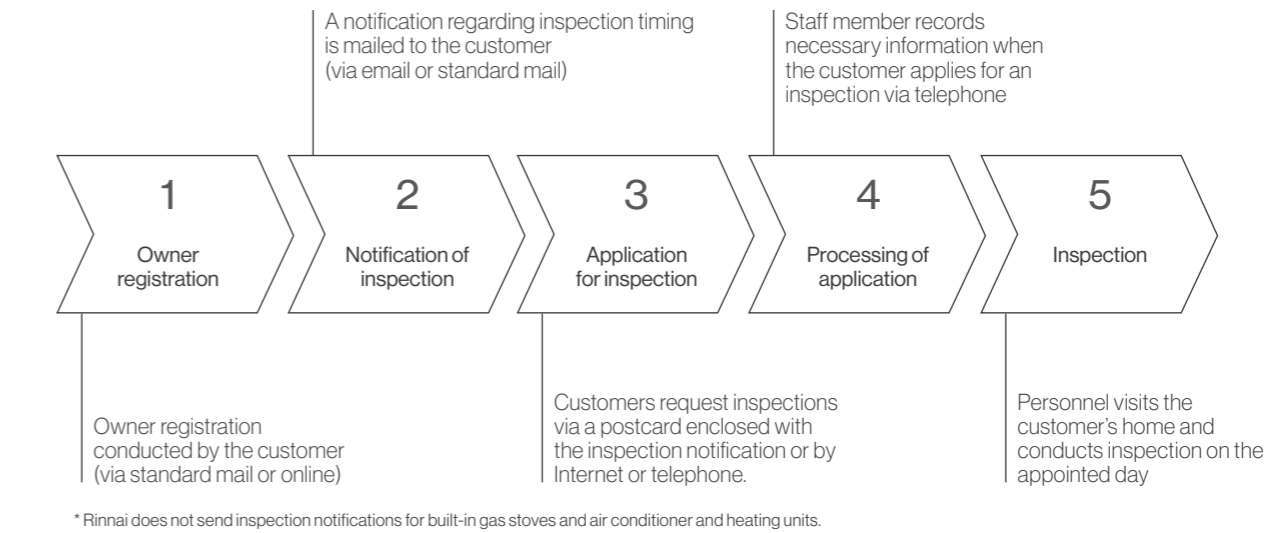 A notification regarding inspection timing
is mailed to the customer
(via email or standard mail)
Staff member records
necessary information when
the customer applies for an
inspection via telephone
1
Owner
registration
2
Notification of
inspection
3
Application
for inspection
4
Processing of
application
5
Inspection
Owner registration
conducted by the customer
(via standard mail or online)
Customers request inspections
via a postcard enclosed with
the inspection notification or by
Internet or telephone.
Personnel visits the
customer’s home and
conducts inspection on the
appointed day
* Rinnai does not send inspection notifications for built-in gas stoves and air conditioner and heating units.